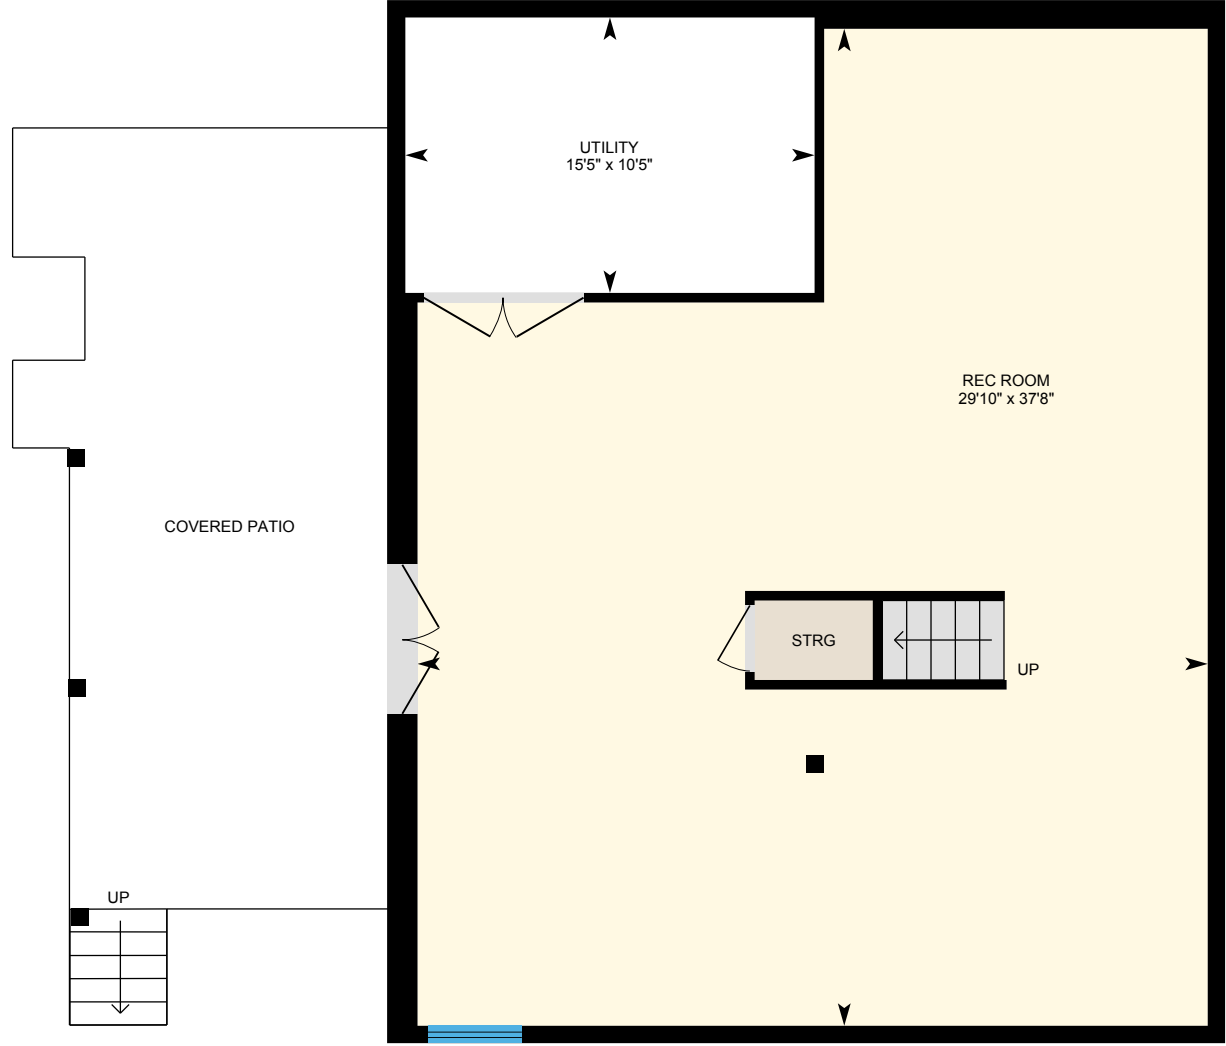 UTILITY
15'5" x 10'5"
REC ROOM
29'10" x 37'8"
COVERED PATIO
STRG
UP
UP